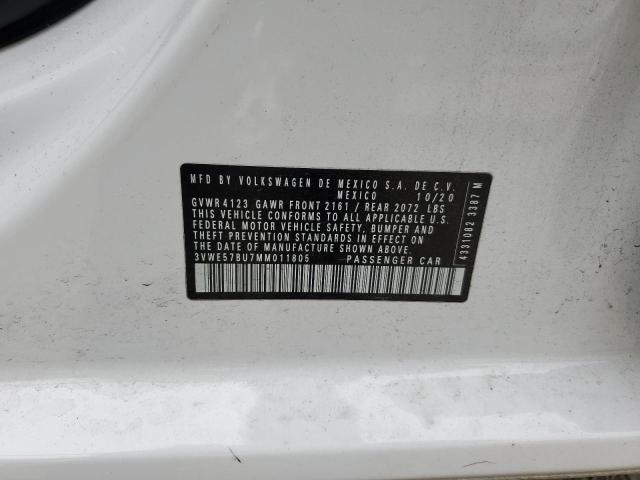 MFD BY VOLKSWAGEN DE MEXICO S.A. DE C.V.
MEXICO 10/20
GVWR 4123 GAWR FRONT 2161 / REAR 2072 LBS
THIS VEHICLE CONFORMS TO ALL APPLICABLE U.S.
FEDERAL MOTOR VEHICLE SAFETY, BUMPER AND
THEFT PREVENTION STANDARDS IN EFFECT ON THE
DATE OF MANUFACTURE SHOWN ABOVE.
3VWE57BU7MM011805 PASSENGER CAR
4331082 3387 M